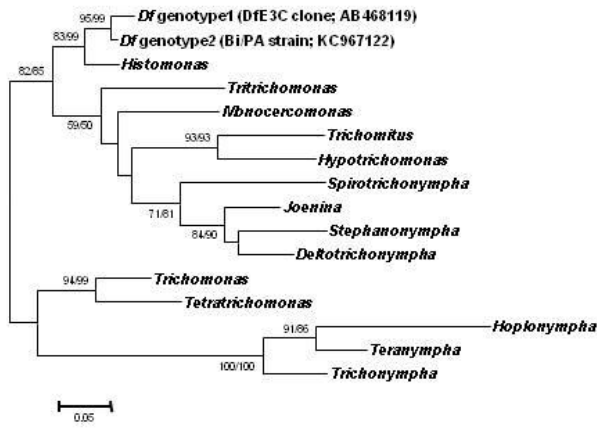 95/99
Df genotype1 (DfE3C clone; AB468119)
83/99
Df genotype2 (Bi/PA strain; KC967122)
Histomonas
82/85
Tritrichomonas
Monocercomonas
59/50
93/93
Trichomitus
Hypotrichomonas
Spirotrichonympha
71/81
Joenina
84/90
Stephanonympha
Deltotrichonympha
94/99
Trichomonas
Tetratrichomonas
91/86
Hoplonympha
Teranympha
100/100
Trichonympha
0.05